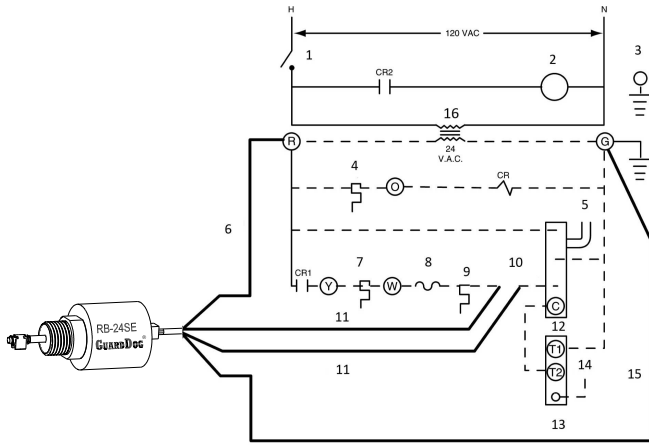 H N
120 VAC
1
2
3
CR2
16
R
24
V.A.C.
G
4
O
CR
5
6
CR1
Y
7
W
8
9
10
C
11
12
RB-24SE
GUARDDOG®
T1
T2
14
11
15
13